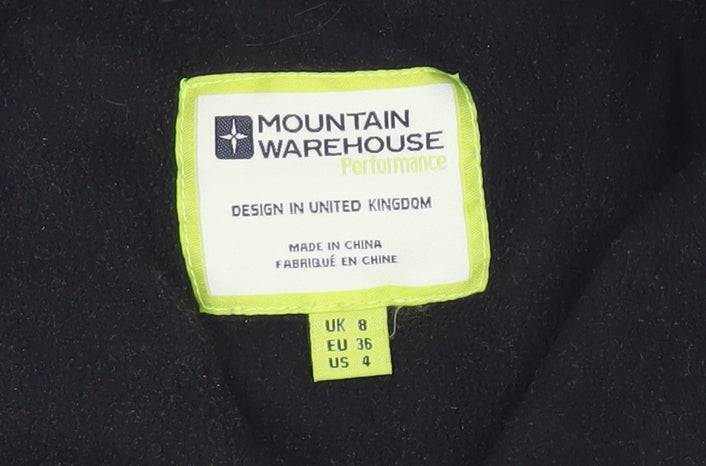 MOUNTAIN
WAREHOUSE
Performance
DESIGN IN UNITED KINGDOM
MADE IN CHINA
FABRIQUÉ EN CHINE
UK 8
EU 36
US 4